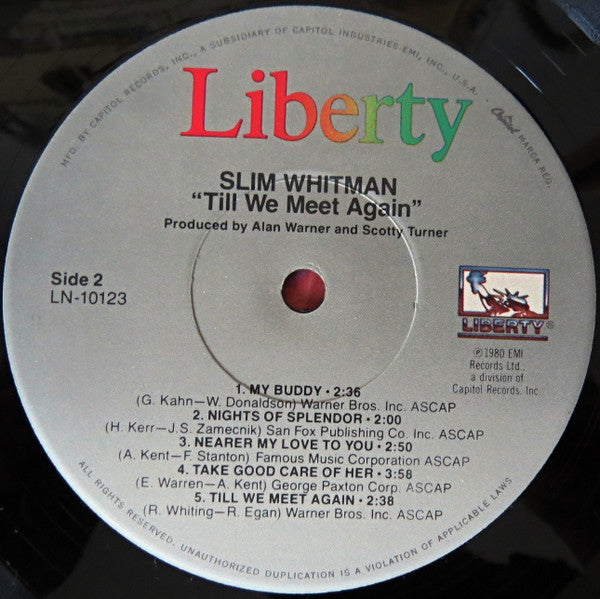 MFD. BY CAPITOL RECORDS, INC., A SUBSIDIARY OF CAPITOL INDUSTRIES-EMI, INC., U.S.A. Capitol MARCA REG.
Liberty
SLIM WHITMAN
“Till We Meet Again”
Produced by Alan Warner and Scotty Turner
Side 2
LN-10123
LIBERTY®
℗1980 EMI
Records Ltd.,
a division of
Capitol Records, Inc.
1. MY BUDDY • 2:36
(G. Kahn—W. Donaldson) Warner Bros. Inc. ASCAP
2. NIGHTS OF SPLENDOR • 2:00
(H. Kerr—J.S. Zamecnik) San Fox Publishing Co. Inc. ASCAP
3. NEARER MY LOVE TO YOU • 2:50
(A. Kent—F. Stanton) Famous Music Corporation ASCAP
4. TAKE GOOD CARE OF HER • 3:58
(E. Warren—A. Kent) George Paxton Corp. ASCAP
5. TILL WE MEET AGAIN • 2:38
(R. Whiting—R. Egan) Warner Bros. Inc. ASCAP
ALL RIGHTS RESERVED. UNAUTHORIZED DUPLICATION IS A VIOLATION OF APPLICABLE LAWS